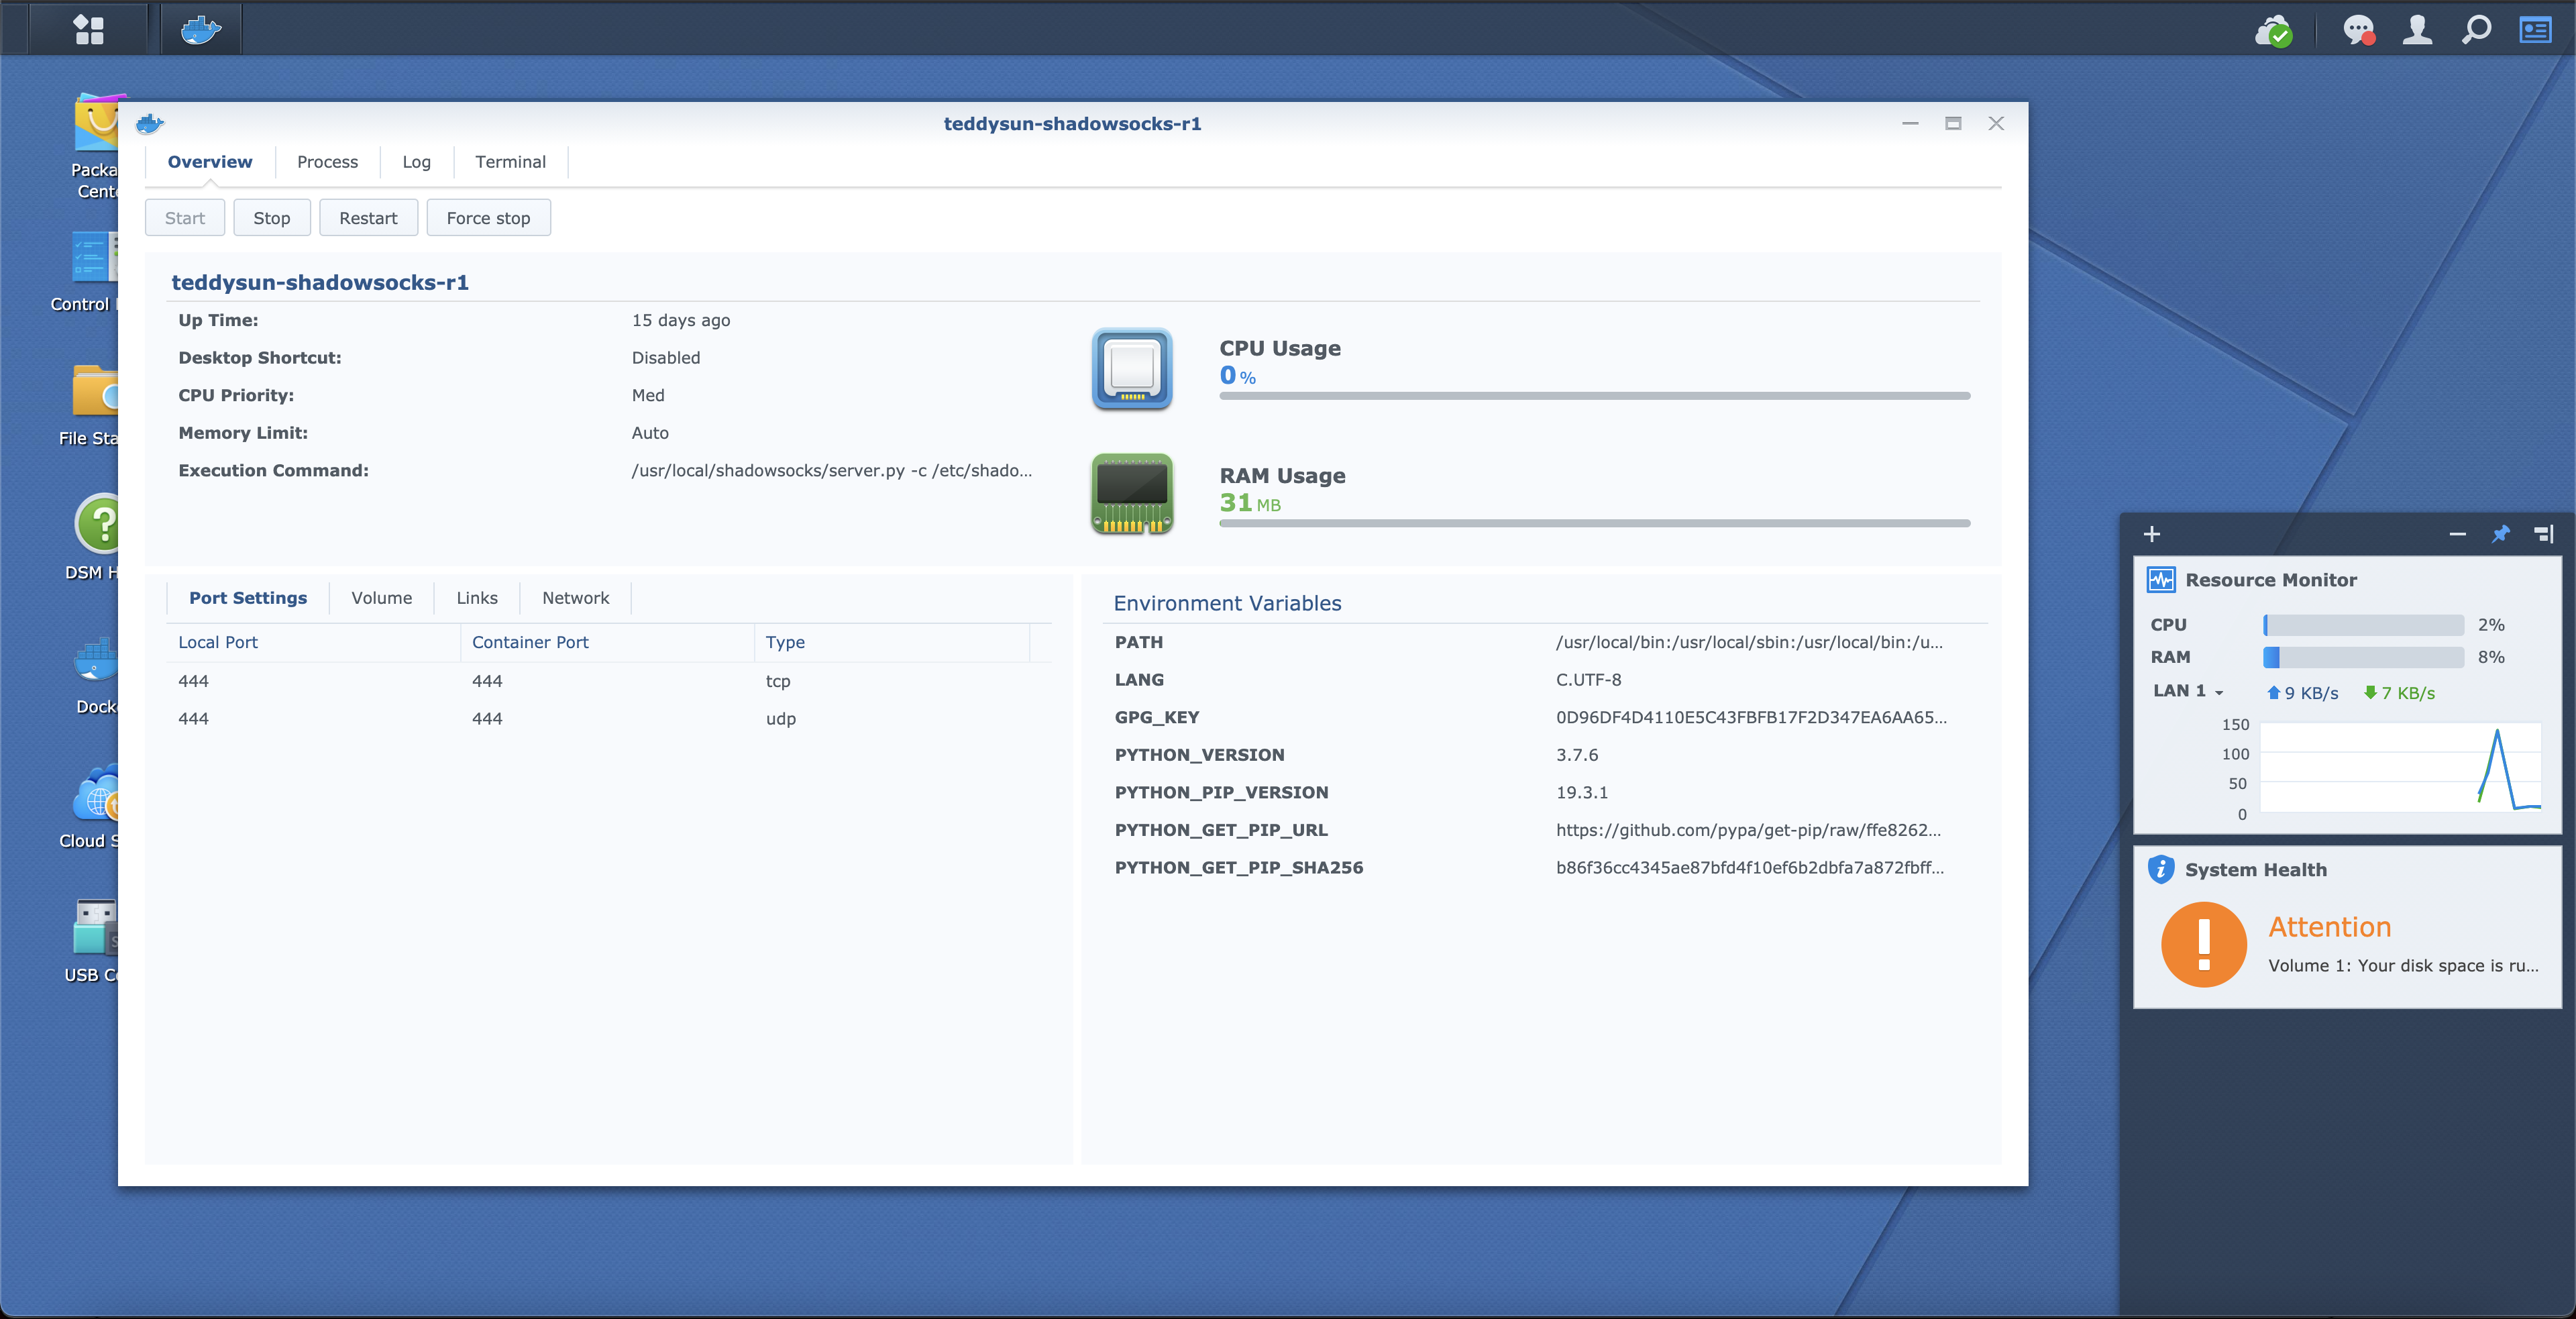 teddysun-shadowsocks-r1
Overview
Process
Log
Terminal
Start
Stop
Restart
Force stop
teddysun-shadowsocks-r1
Up Time: 15 days ago
Desktop Shortcut: Disabled
CPU Priority: Med
Memory Limit: Auto
Execution Command: /usr/local/shadowsocks/server.py -c /etc/shado...
CPU Usage
0 %
RAM Usage
31 MB
Port Settings
Volume
Links
Network
Local Port Container Port Type
444 444 tcp
444 444 udp
Environment Variables
PATH /usr/local/bin:/usr/local/sbin:/usr/local/bin:/u...
LANG C.UTF-8
GPG_KEY 0D96DF4D4110E5C43FBFB17F2D347EA6AA65...
PYTHON_VERSION 3.7.6
PYTHON_PIP_VERSION 19.3.1
PYTHON_GET_PIP_URL https://github.com/pypa/get-pip/raw/ffe8262...
PYTHON_GET_PIP_SHA256 b86f36cc4345ae87bfd4f10ef6b2dbfa7a872fbff...
Packa
Cent
Control
File Sta
DSM H
Dock
Cloud S
USB C
Resource Monitor
CPU 2%
RAM 8%
LAN 1 9 KB/s 7 KB/s
150
100
50
0
System Health
Attention
Volume 1: Your disk space is ru...